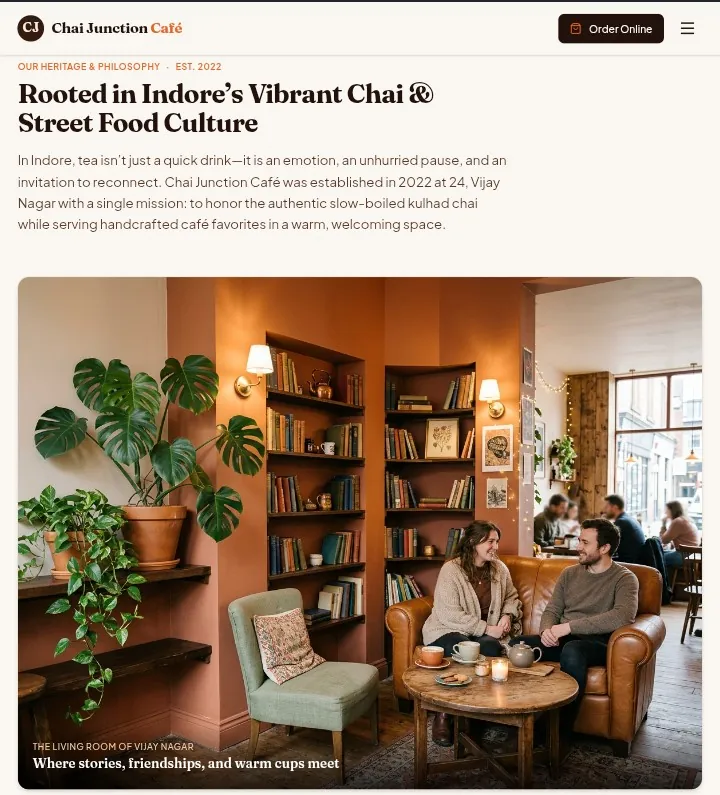 CJ Chai Junction Café
Order Online
OUR HERITAGE & PHILOSOPHY · EST. 2022
Rooted in Indore’s Vibrant Chai &
Street Food Culture
In Indore, tea isn’t just a quick drink—it is an emotion, an unhurried pause, and an
invitation to reconnect. Chai Junction Café was established in 2022 at 24, Vijay
Nagar with a single mission: to honor the authentic slow-boiled kulhad chai
while serving handcrafted café favorites in a warm, welcoming space.
THE LIVING ROOM OF VIJAY NAGAR
Where stories, friendships, and warm cups meet